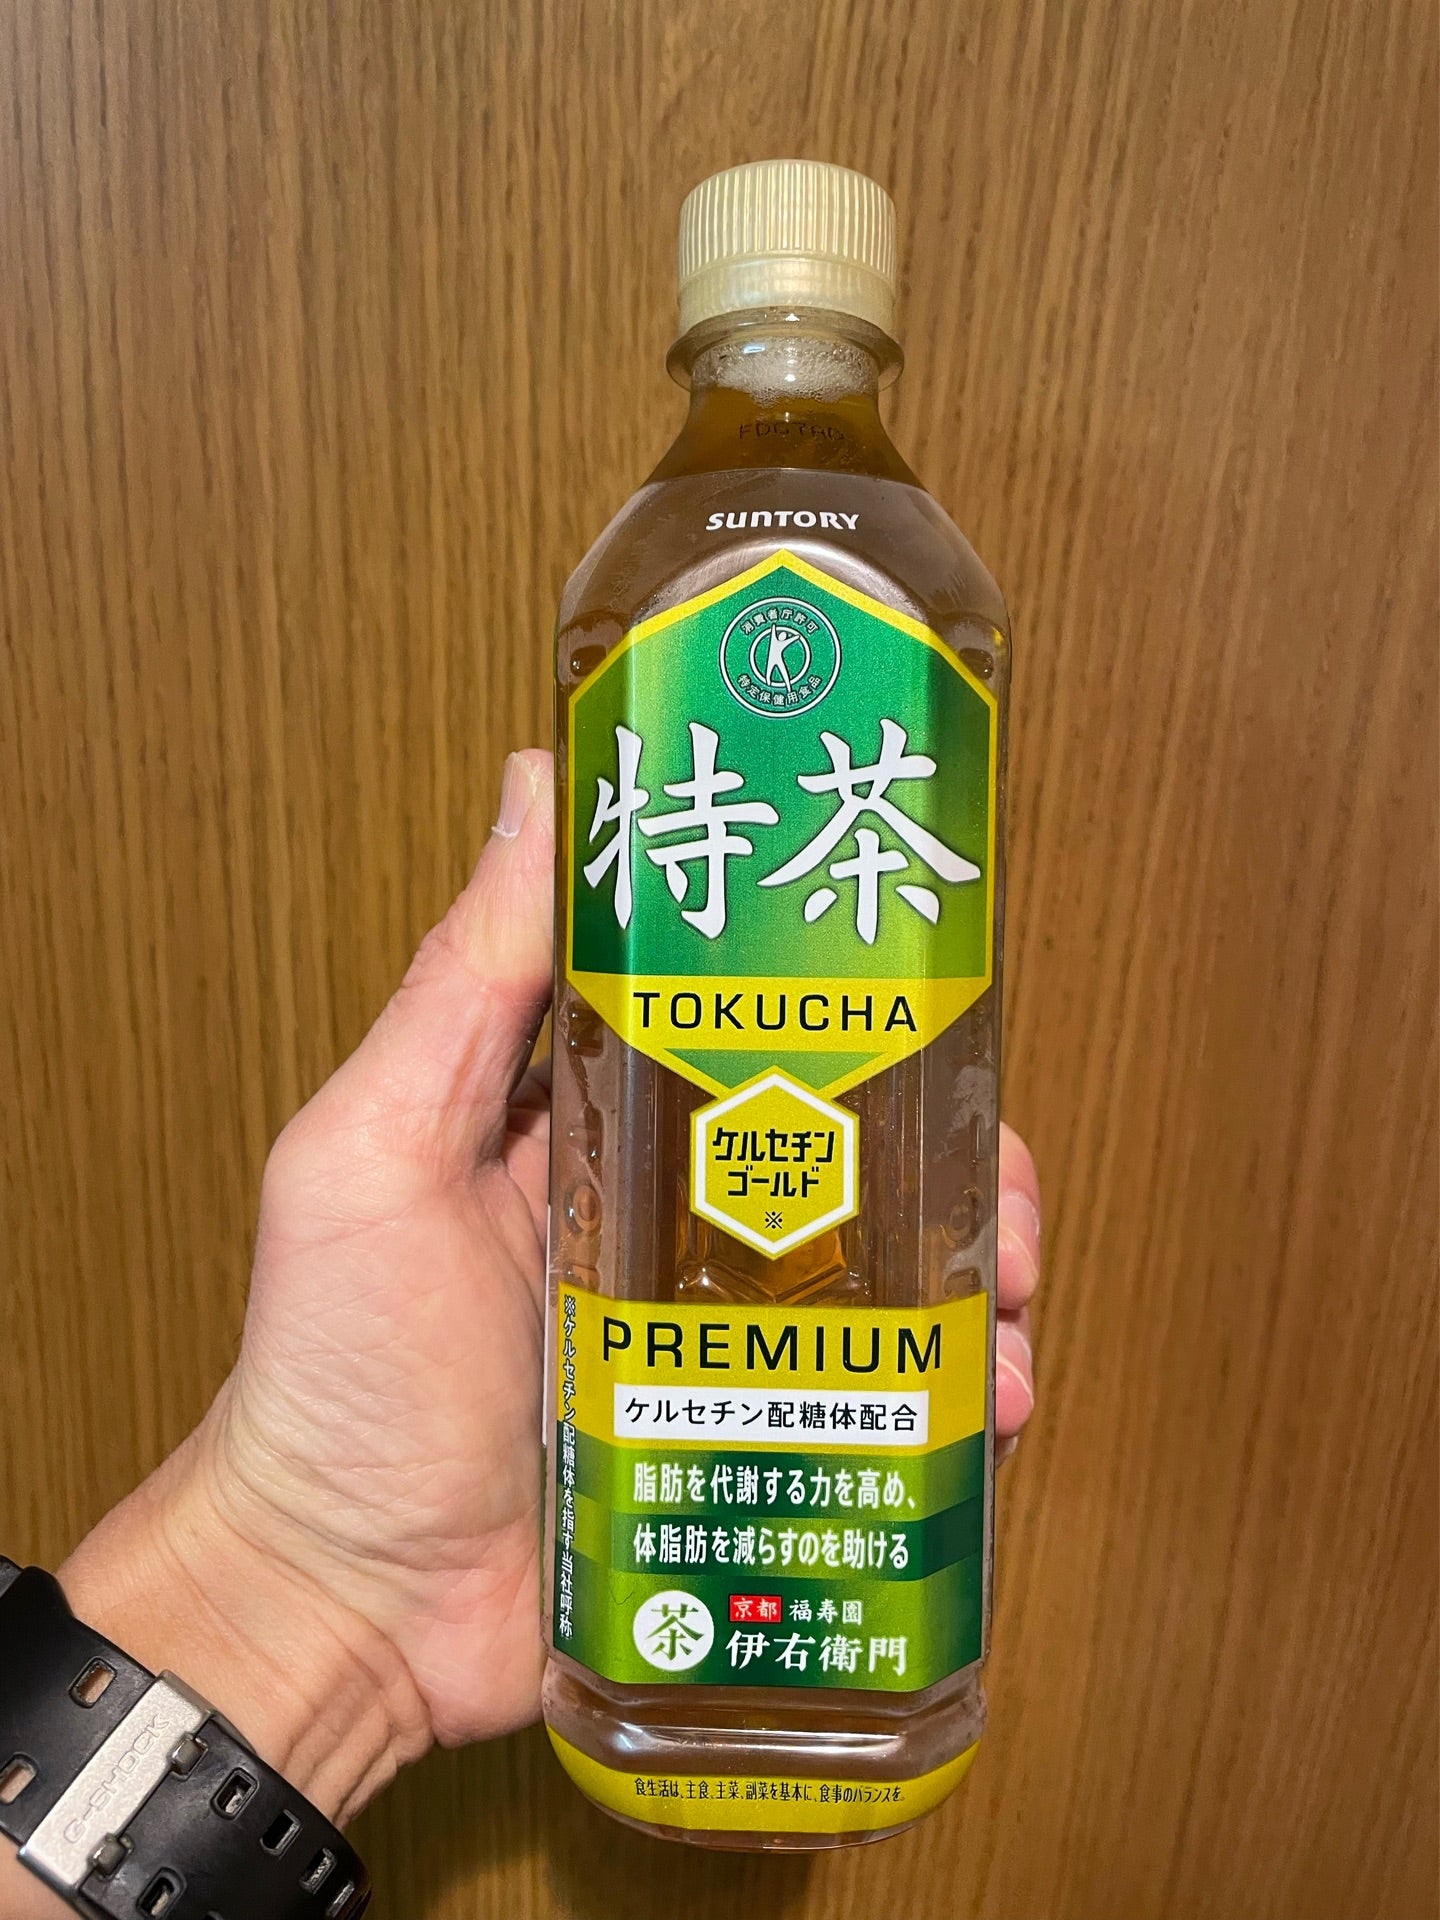 SUNTORY
消費者庁許可
特定保健用食品
特茶
TOKUCHA
ケルセチン
ゴールド
※
PREMIUM
ケルセチン配糖体配合
※ケルセチン配糖体を指す当社呼称
脂肪を代謝する力を高め、
体脂肪を減らすのを助ける
茶
京都 福寿園
伊右衛門
食生活は、主食、主菜、副菜を基本に、食事のバランスを。
G-SHOCK